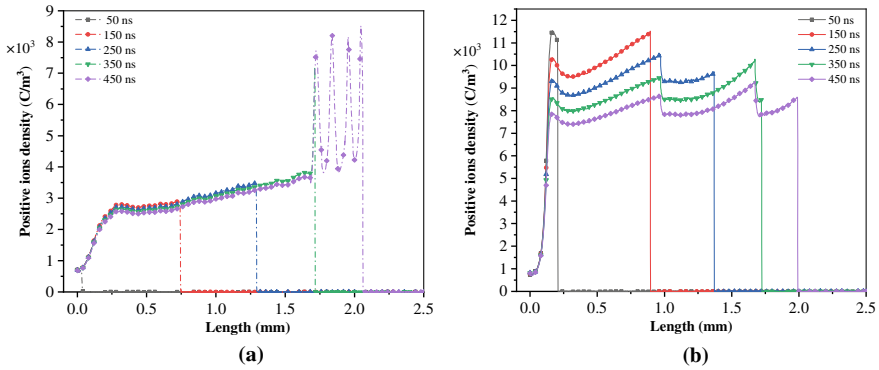 50 ns
150 ns
250 ns
350 ns
450 ns
×10³
9
8
7
6
5
4
3
2
1
0
Positive ions density (C/m³)
0.0 0.5 1.0 1.5 2.0 2.5
Length (mm)
(a)
50 ns
150 ns
250 ns
350 ns
450 ns
×10³
12
11
10
9
8
7
6
5
4
3
2
1
0
Positive ions density (C/m³)
0.0 0.5 1.0 1.5 2.0 2.5
Length (mm)
(b)